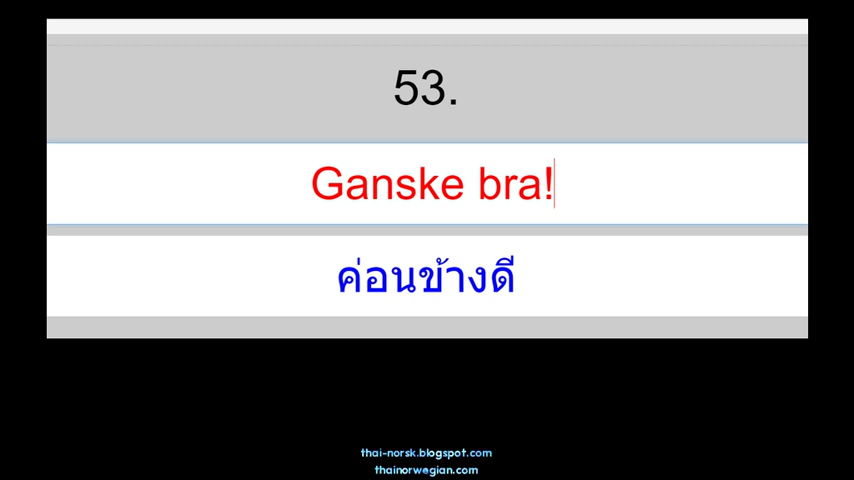 53.
Ganske bra!
ค่อนข้างดี
thai-norsk.blogspot.com
thainorwegian.com